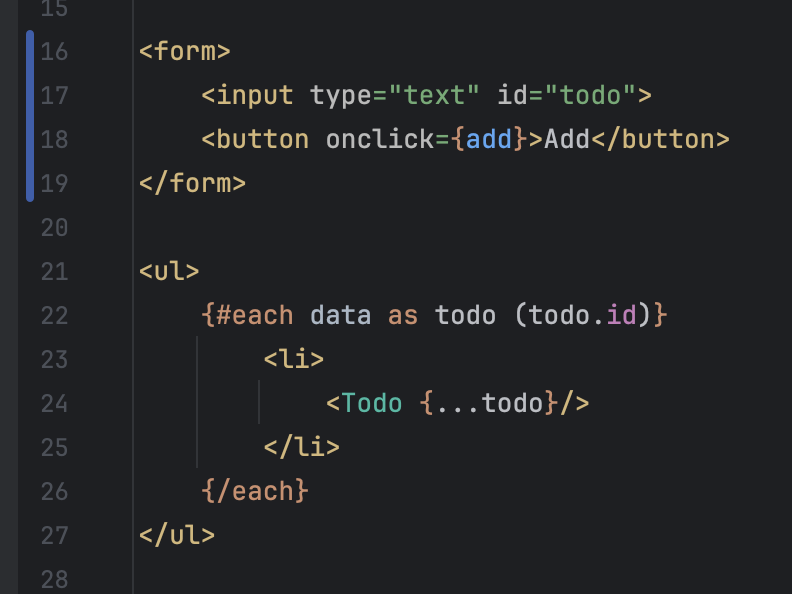 15
16 <form>
17     <input type="text" id="todo">
18     <button onclick={add}>Add</button>
19 </form>
20
21 <ul>
22     {#each data as todo (todo.id)}
23         <li>
24             <Todo {...todo}/>
25         </li>
26     {/each}
27 </ul>
28